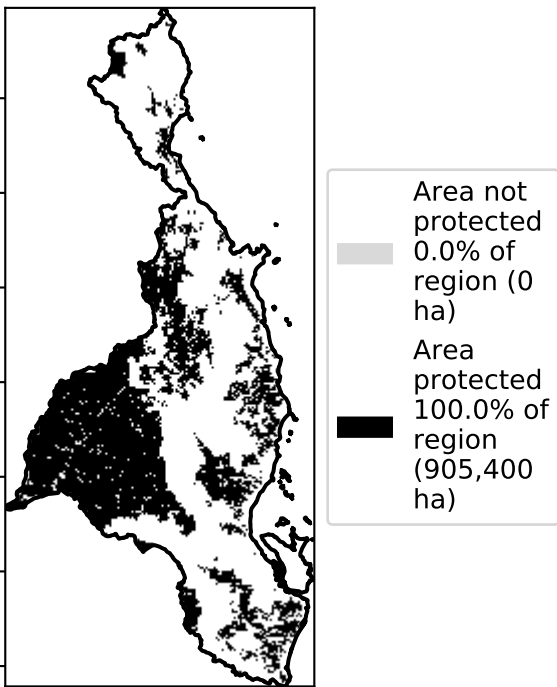 Area not
protected
0.0% of
region (0
ha)
Area
protected
100.0% of
region
(905,400
ha)